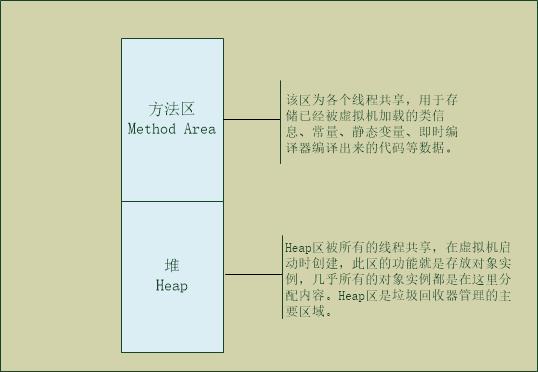 方法区
Method Area
该区为各个线程共享，用于存
储已经被虚拟机加载的类信
息、常量、静态变量、即时编
译器编译出来的代码等数据。
堆
Heap
Heap区被所有的线程共享，在虚拟机启
动时创建，此区的功能就是存放对象实
例，几乎所有的对象实例都是在这里分
配内容。Heap区是垃圾回收器管理的主
要区域。